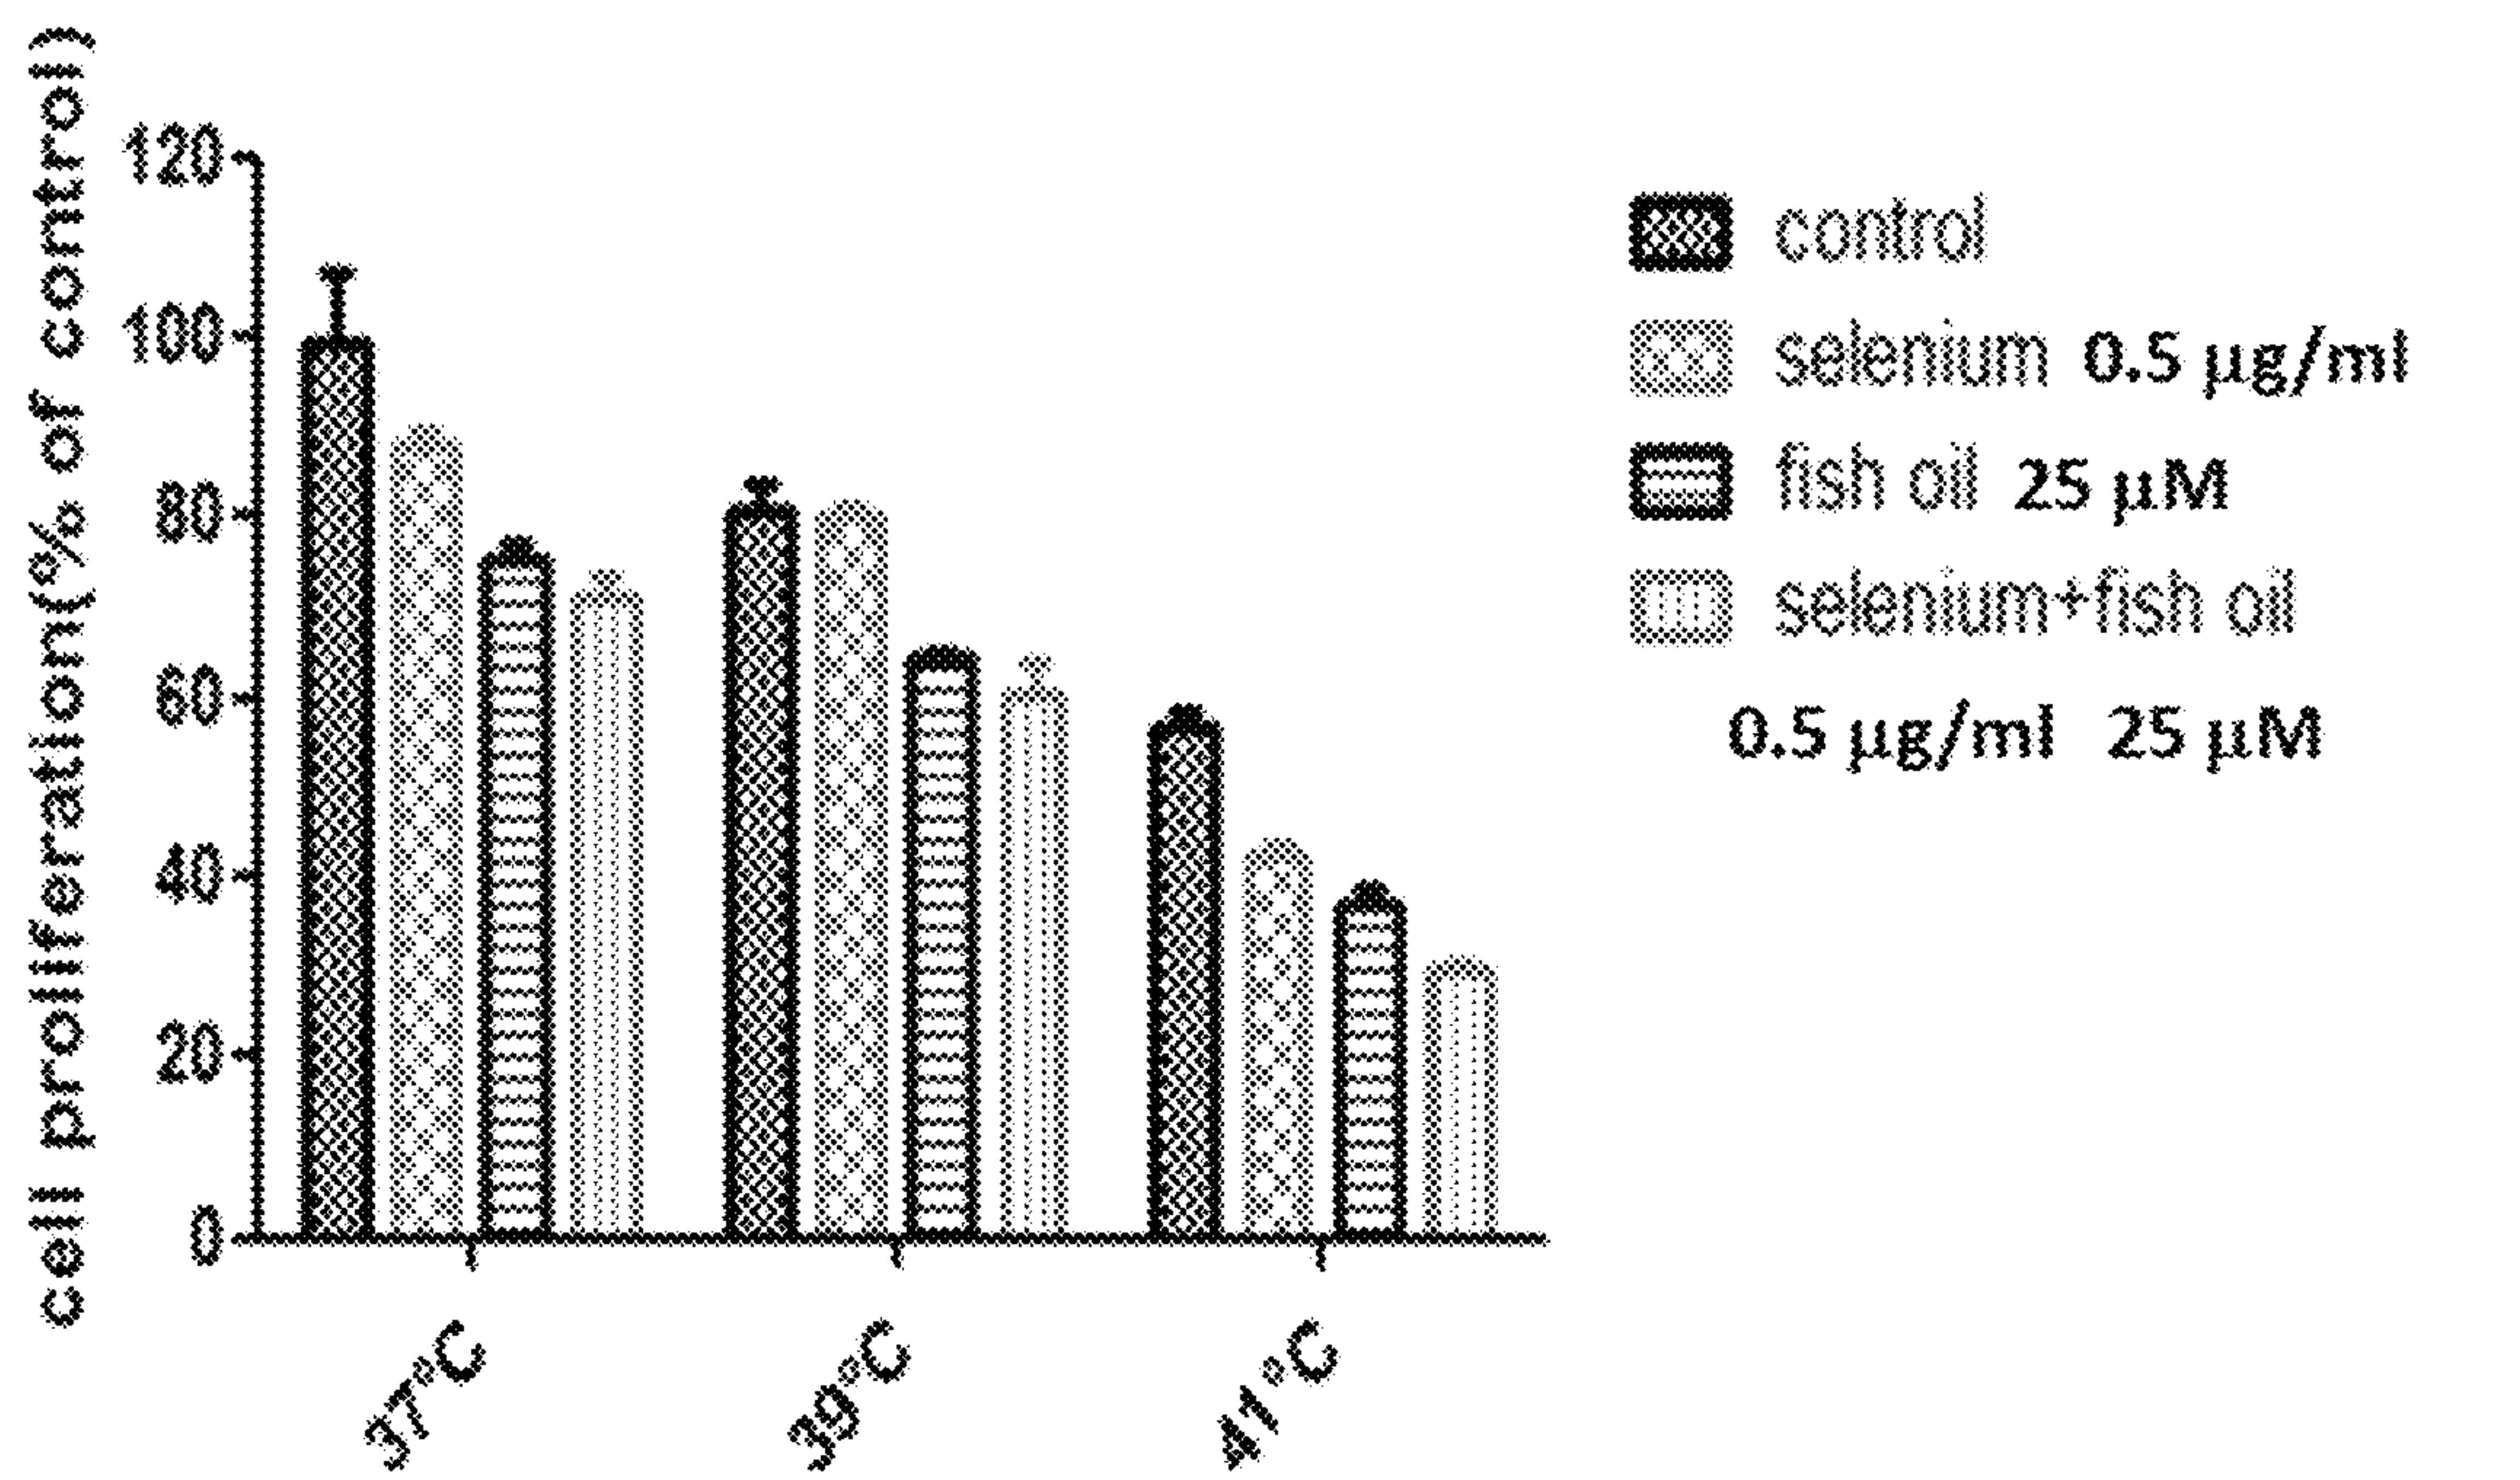 cell proliferation(% of control)
120
100
80
60
40
20
0
37°C
39°C
41°C
control
selenium 0.5 µg/ml
fish oil 25 µM
selenium+fish oil
0.5 µg/ml 25 µM